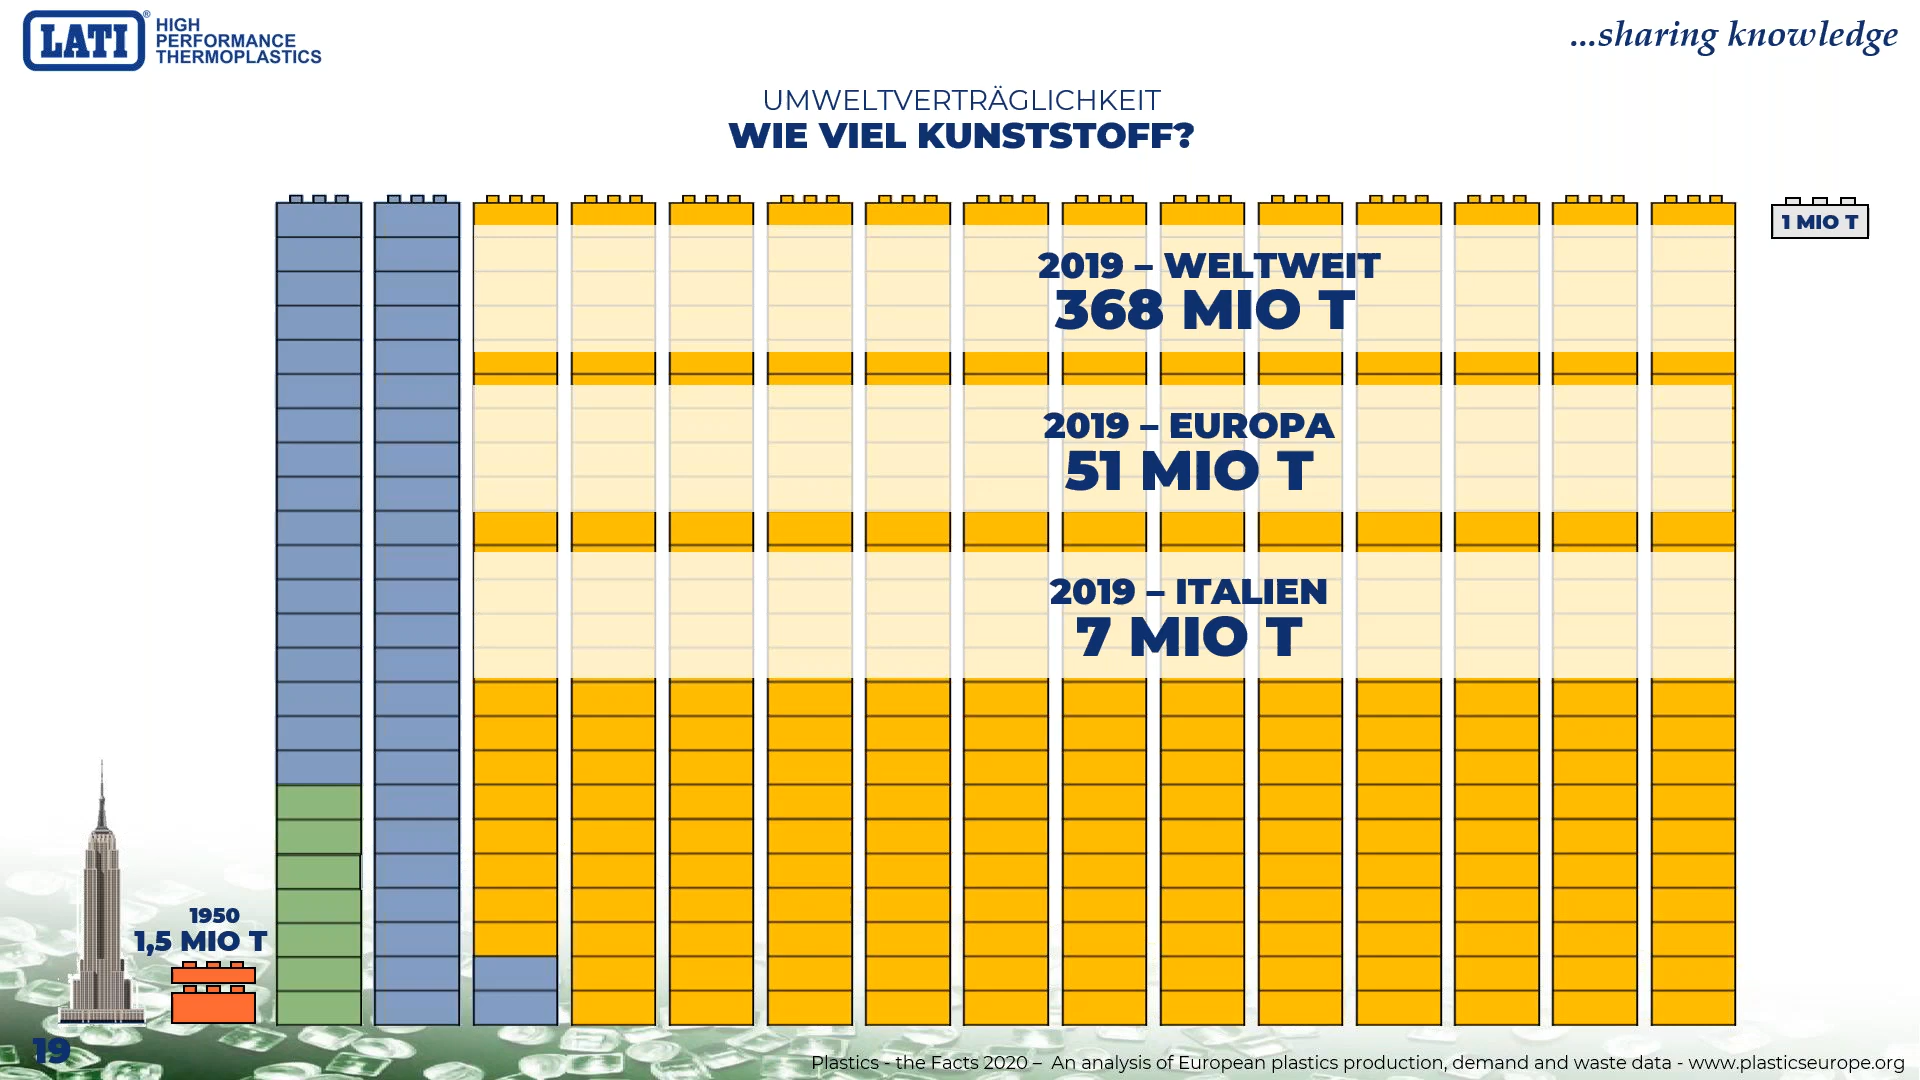 LATI®
HIGH
PERFORMANCE
THERMOPLASTICS
...sharing knowledge
UMWELTVERTRÄGLICHKEIT
WIE VIEL KUNSTSTOFF?
1 MIO T
2019 – WELTWEIT
368 MIO T
2019 – EUROPA
51 MIO T
2019 – ITALIEN
7 MIO T
1950
1,5 MIO T
19
Plastics - the Facts 2020 – An analysis of European plastics production, demand and waste data - www.plasticseurope.org